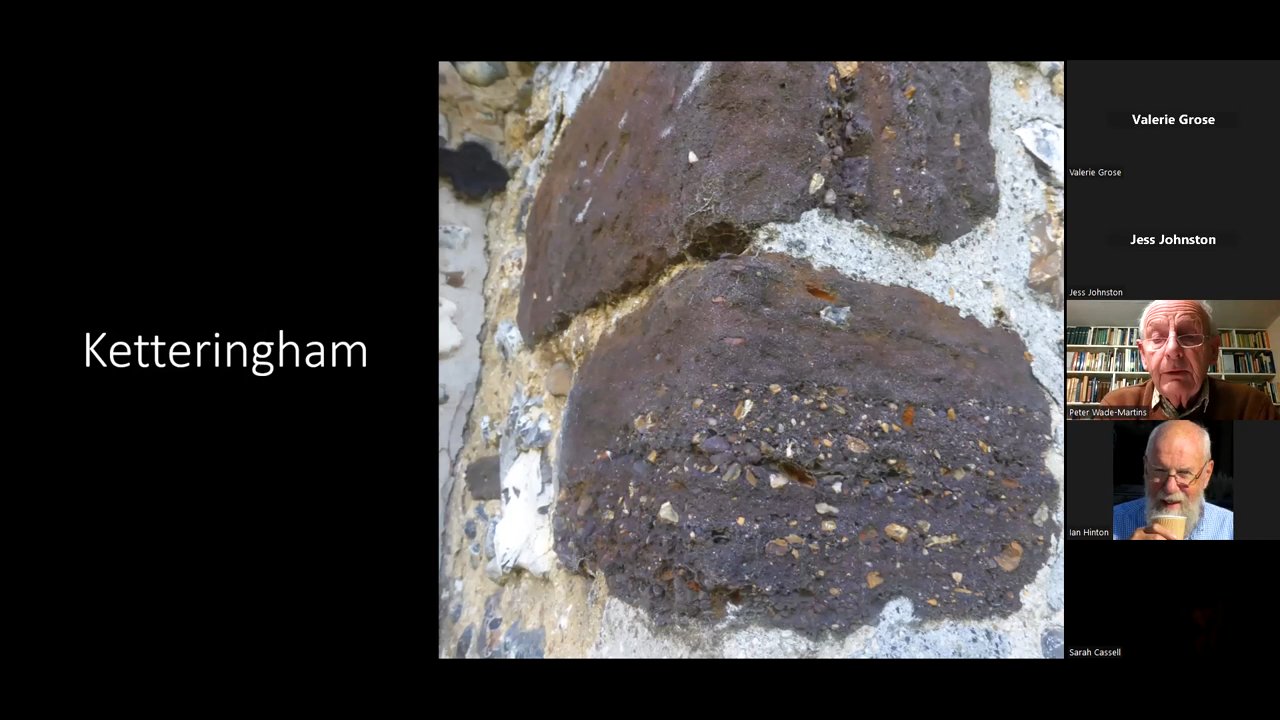 Ketteringham
Valerie Grose
Valerie Grose
Jess Johnston
Jess Johnston
Peter Wade-Martins
Ian Hinton
Sarah Cassell